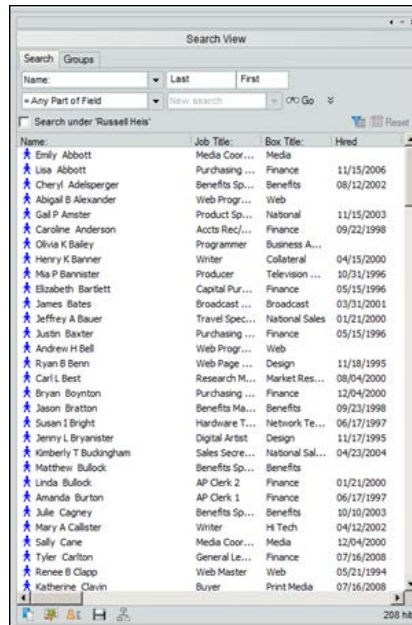 Search View
Search Groups
Name: Last First
= Any Part of Field New search Go
Search under 'Russell Heis' Reset
Name: Job Title: Box Title: Hired
Emily Abbott Media Coor... Media
Lisa Abbott Purchasing ... Finance 11/15/2006
Cheryl Adelsperger Benefits Sp... Benefits 08/12/2002
Abigail B Alexander Web Progr... Web
Gail P Amster Product Sp... National 11/15/2003
Caroline Anderson Accts Rec/... Finance 09/22/1998
Olivia K Bailey Programmer Business A...
Henry K Banner Writer Collateral 04/15/2000
Mia P Bannister Producer Television ... 10/31/1996
Elizabeth Bartlett Capital Pur... Finance 05/15/1996
James Bates Broadcast ... Broadcast 03/31/2001
Jeffrey A Bauer Travel Spec... National Sales 01/21/2000
Justin Baxter Purchasing ... Finance 05/15/1996
Andrew H Bell Web Progr... Web
Ryan B Benn Web Page ... Design 11/18/1995
Carl L Best Research M... Market Res... 08/04/2000
Bryan Boynton Purchasing ... Finance 12/04/2000
Jason Bratton Benefits Ma... Benefits 09/23/1998
Susan I Bright Hardware T... Network Te... 06/17/1997
Jenny L Bryanister Digital Artist Design 11/17/1995
Kimberly T Buckingham Sales Secre... National Sal... 04/23/2004
Matthew Bullock Benefits Sp... Benefits
Linda Bullock AP Clerk 2 Finance 01/21/2000
Amanda Burton AP Clerk 1 Finance 06/17/1997
Julie Cagney Benefits Sp... Benefits 10/10/2003
Mary A Callister Writer Hi Tech 04/12/2002
Sally Cane Media Coor... Media 12/04/2000
Tyler Carlton General Le... Finance 07/16/2008
Renee B Clapp Web Master Web 05/21/1994
Katherine Clavin Buyer Print Media 07/16/2008
208 hit